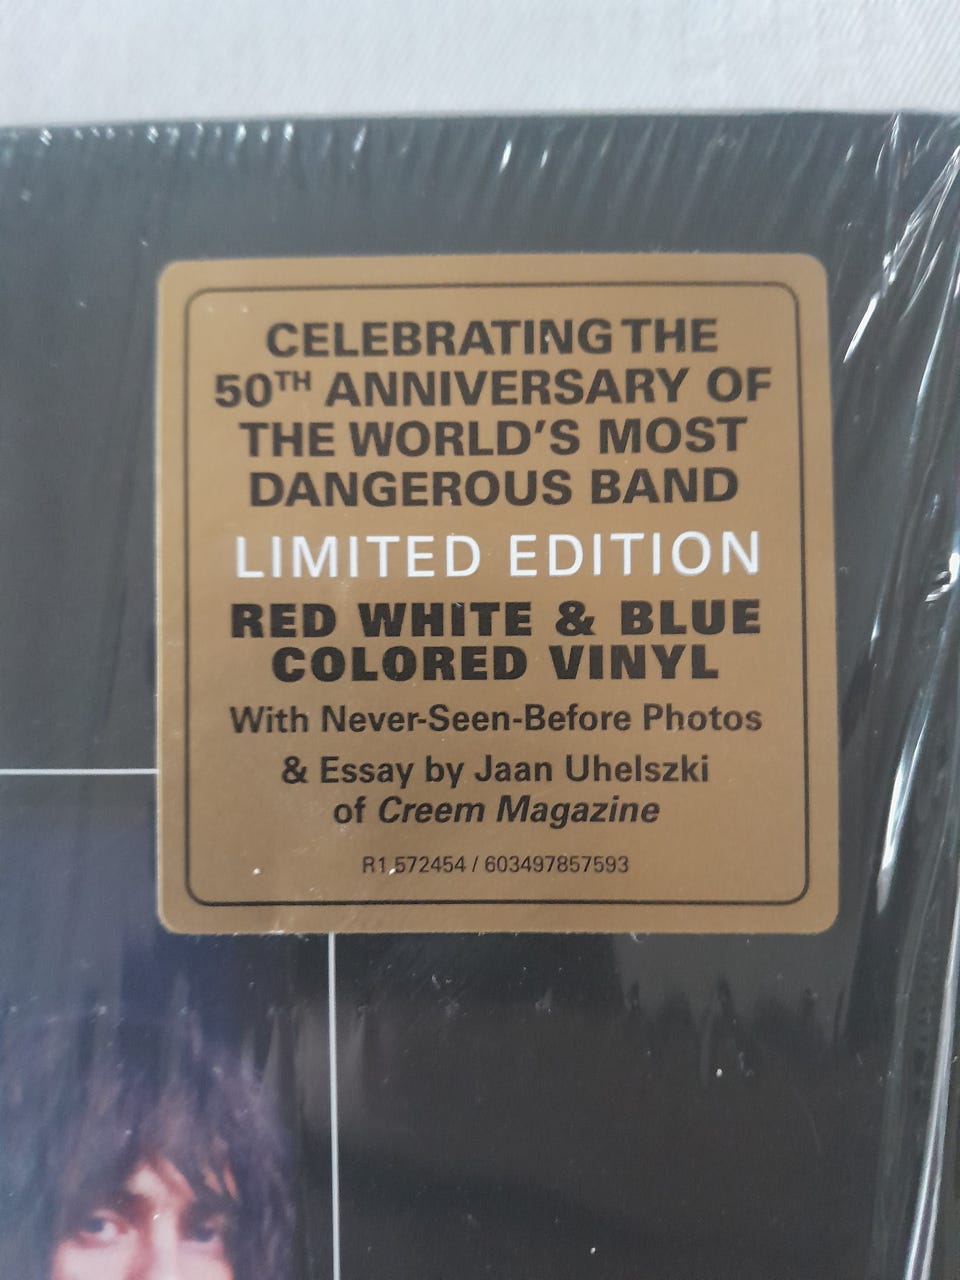 CELEBRATING THE
50TH ANNIVERSARY OF
THE WORLD'S MOST
DANGEROUS BAND
LIMITED EDITION
RED WHITE & BLUE
COLORED VINYL
With Never-Seen-Before Photos
& Essay by Jaan Uhelszki
of Creem Magazine
R1 572454 / 603497857593